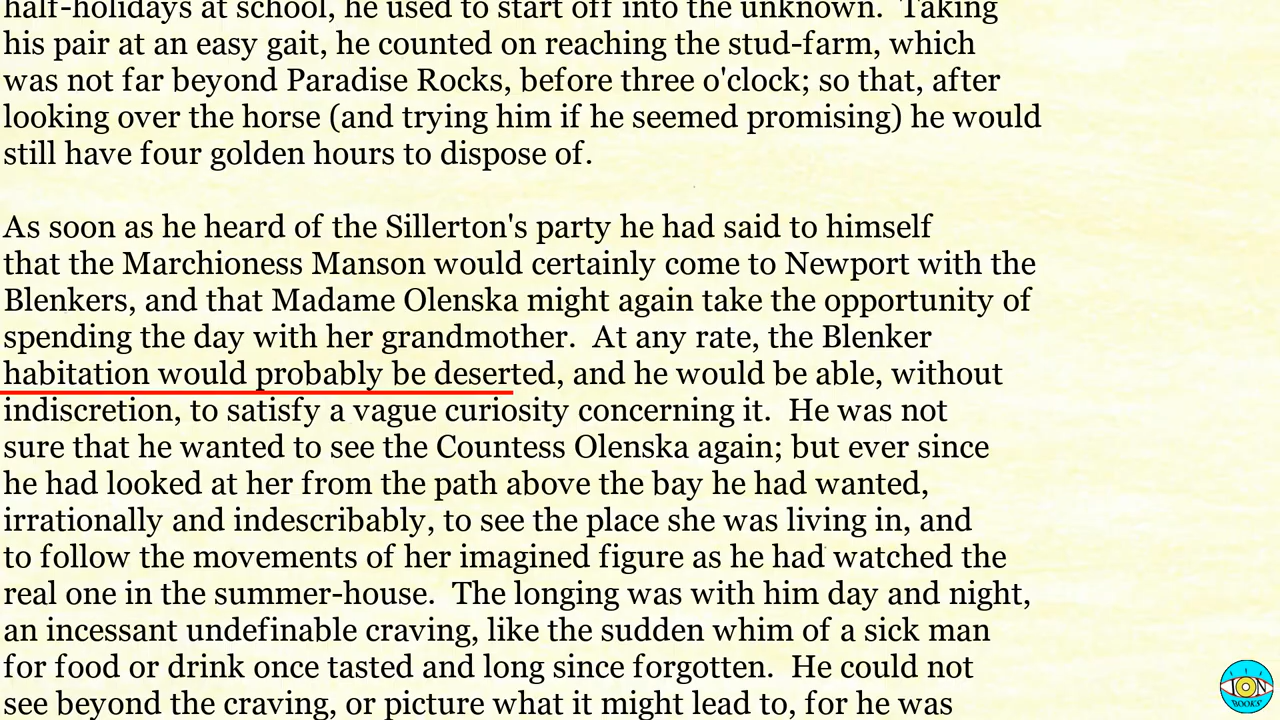 half-holidays at school, he used to start off into the unknown.  Taking
his pair at an easy gait, he counted on reaching the stud-farm, which
was not far beyond Paradise Rocks, before three o'clock; so that, after
looking over the horse (and trying him if he seemed promising) he would
still have four golden hours to dispose of.

As soon as he heard of the Sillerton's party he had said to himself
that the Marchioness Manson would certainly come to Newport with the
Blenkers, and that Madame Olenska might again take the opportunity of
spending the day with her grandmother.  At any rate, the Blenker
habitation would probably be deserted, and he would be able, without
indiscretion, to satisfy a vague curiosity concerning it.  He was not
sure that he wanted to see the Countess Olenska again; but ever since
he had looked at her from the path above the bay he had wanted,
irrationally and indescribably, to see the place she was living in, and
to follow the movements of her imagined figure as he had watched the
real one in the summer-house.  The longing was with him day and night,
an incessant undefinable craving, like the sudden whim of a sick man
for food or drink once tasted and long since forgotten.  He could not
see beyond the craving, or picture what it might lead to, for he was
ION
BOOKS